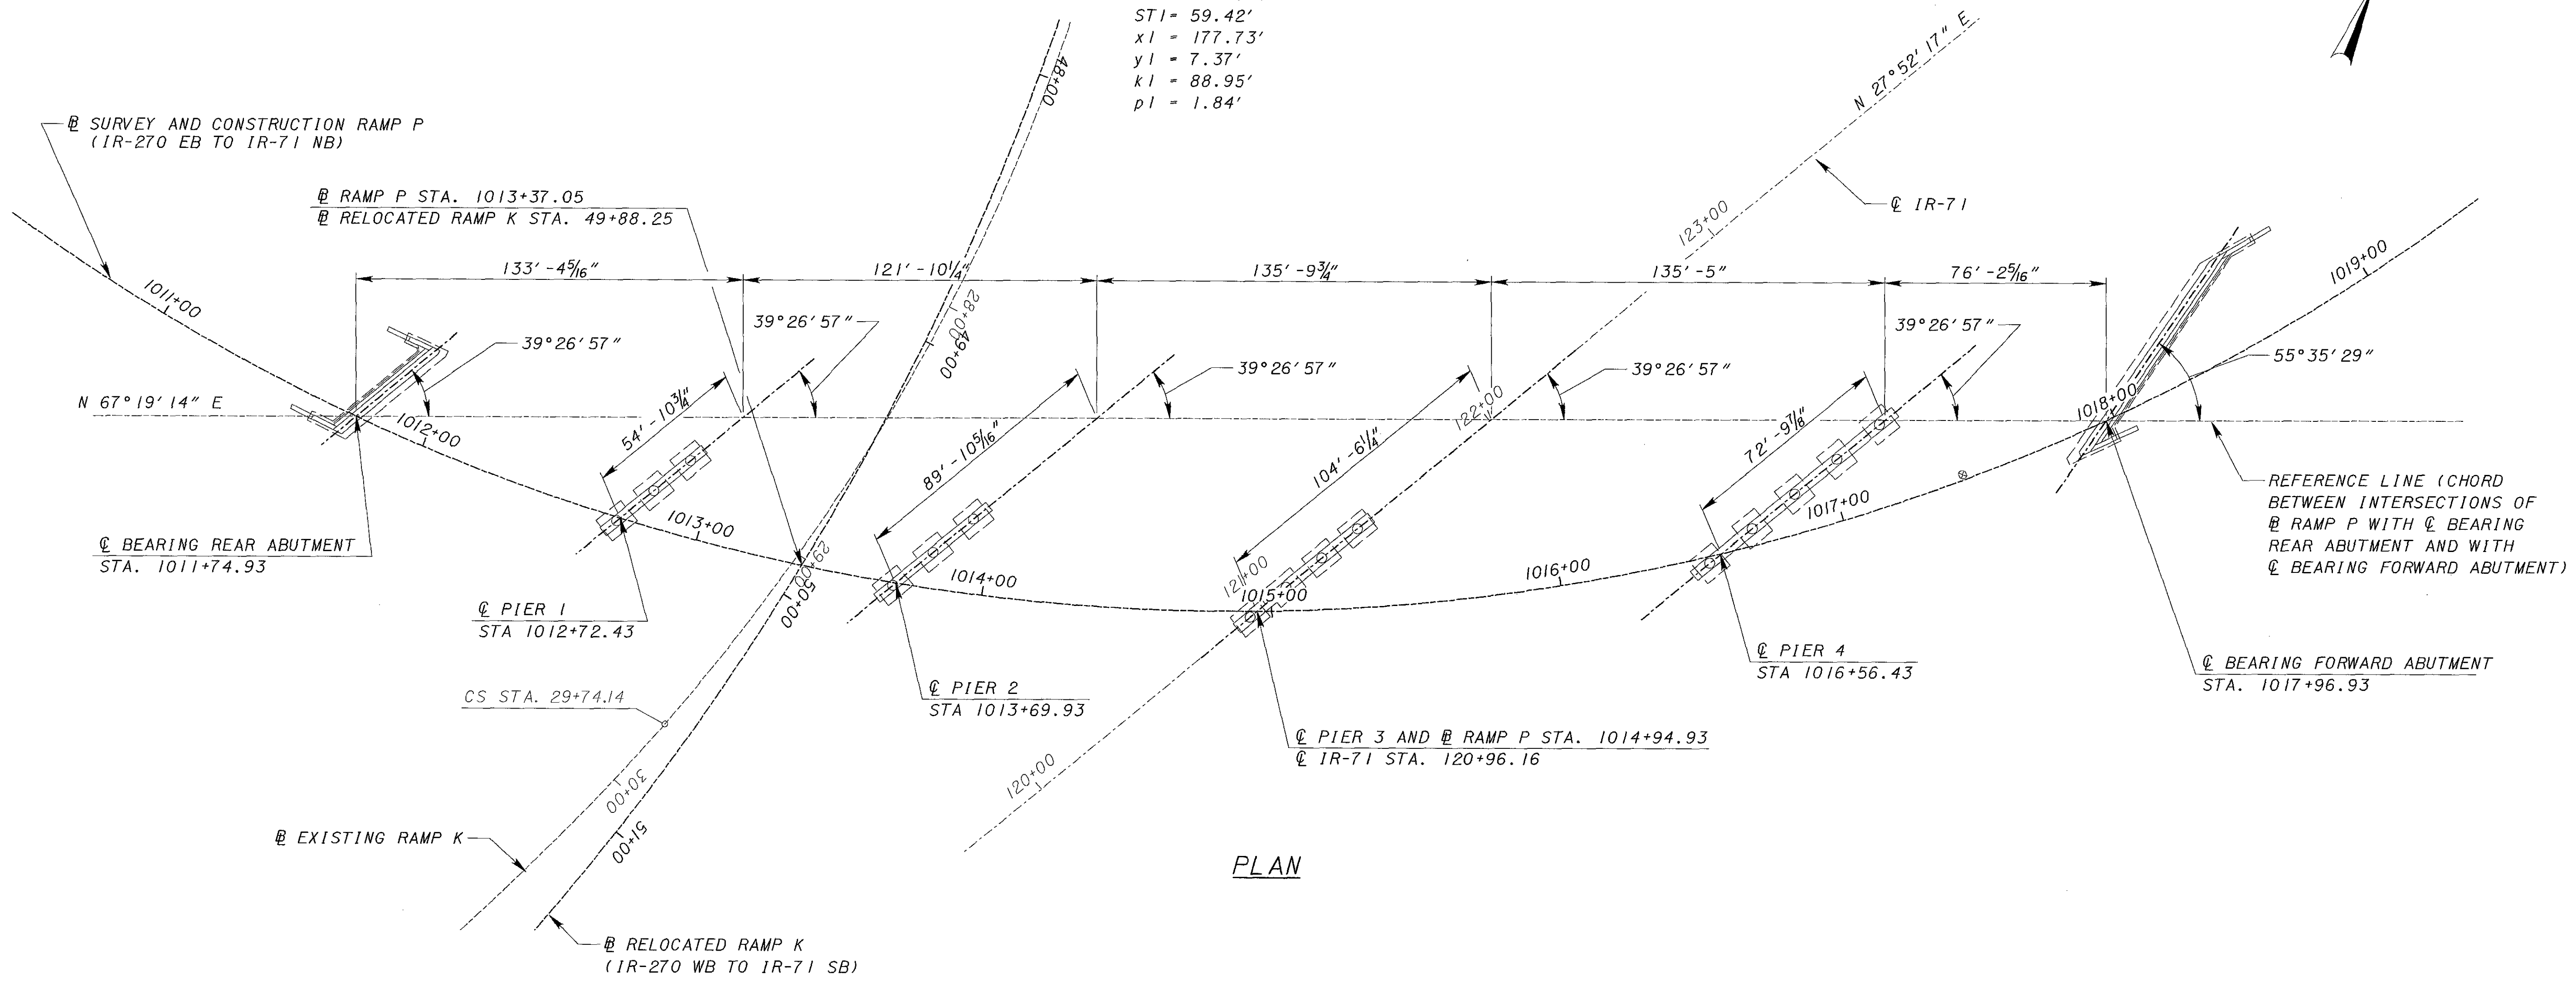 ST1= 59.42'
x1 = 177.73'
y1 = 7.37'
k1 = 88.95'
p1 = 1.84'
N 27°52'17" E
℄ IR-71
123+00
48+00
B̲L SURVEY AND CONSTRUCTION RAMP P
(IR-270 EB TO IR-71 NB)
BL RAMP P STA. 1013+37.05
BL RELOCATED RAMP K STA. 49+88.25
133'-4 5/16"
121'-10 1/4"
135'-9 3/4"
135'-5"
76'-2 5/16"
1011+00
1019+00
28+00
49+00
39°26'57"
39°26'57"
39°26'57"
39°26'57"
39°26'57"
55°35'29"
N 67°19'14" E
1012+00
54'-10 3/4"
89'-10 5/16"
104'-6 1/4"
122+00
72'-9 7/8"
1018+00
REFERENCE LINE (CHORD
BETWEEN INTERSECTIONS OF
BL RAMP P WITH ℄ BEARING
REAR ABUTMENT AND WITH
℄ BEARING FORWARD ABUTMENT)
1013+00
1017+00
℄ BEARING REAR ABUTMENT
STA. 1011+74.93
29+00
50+00
1014+00
121+00
1015+00
1016+00
℄ PIER 1
STA 1012+72.43
℄ PIER 2
STA 1013+69.93
℄ PIER 4
STA 1016+56.43
℄ BEARING FORWARD ABUTMENT
STA. 1017+96.93
CS STA. 29+74.14
℄ PIER 3 AND BL RAMP P STA. 1014+94.93
℄ IR-71 STA. 120+96.16
120+00
30+00
51+00
BL EXISTING RAMP K
PLAN
BL RELOCATED RAMP K
(IR-270 WB TO IR-71 SB)